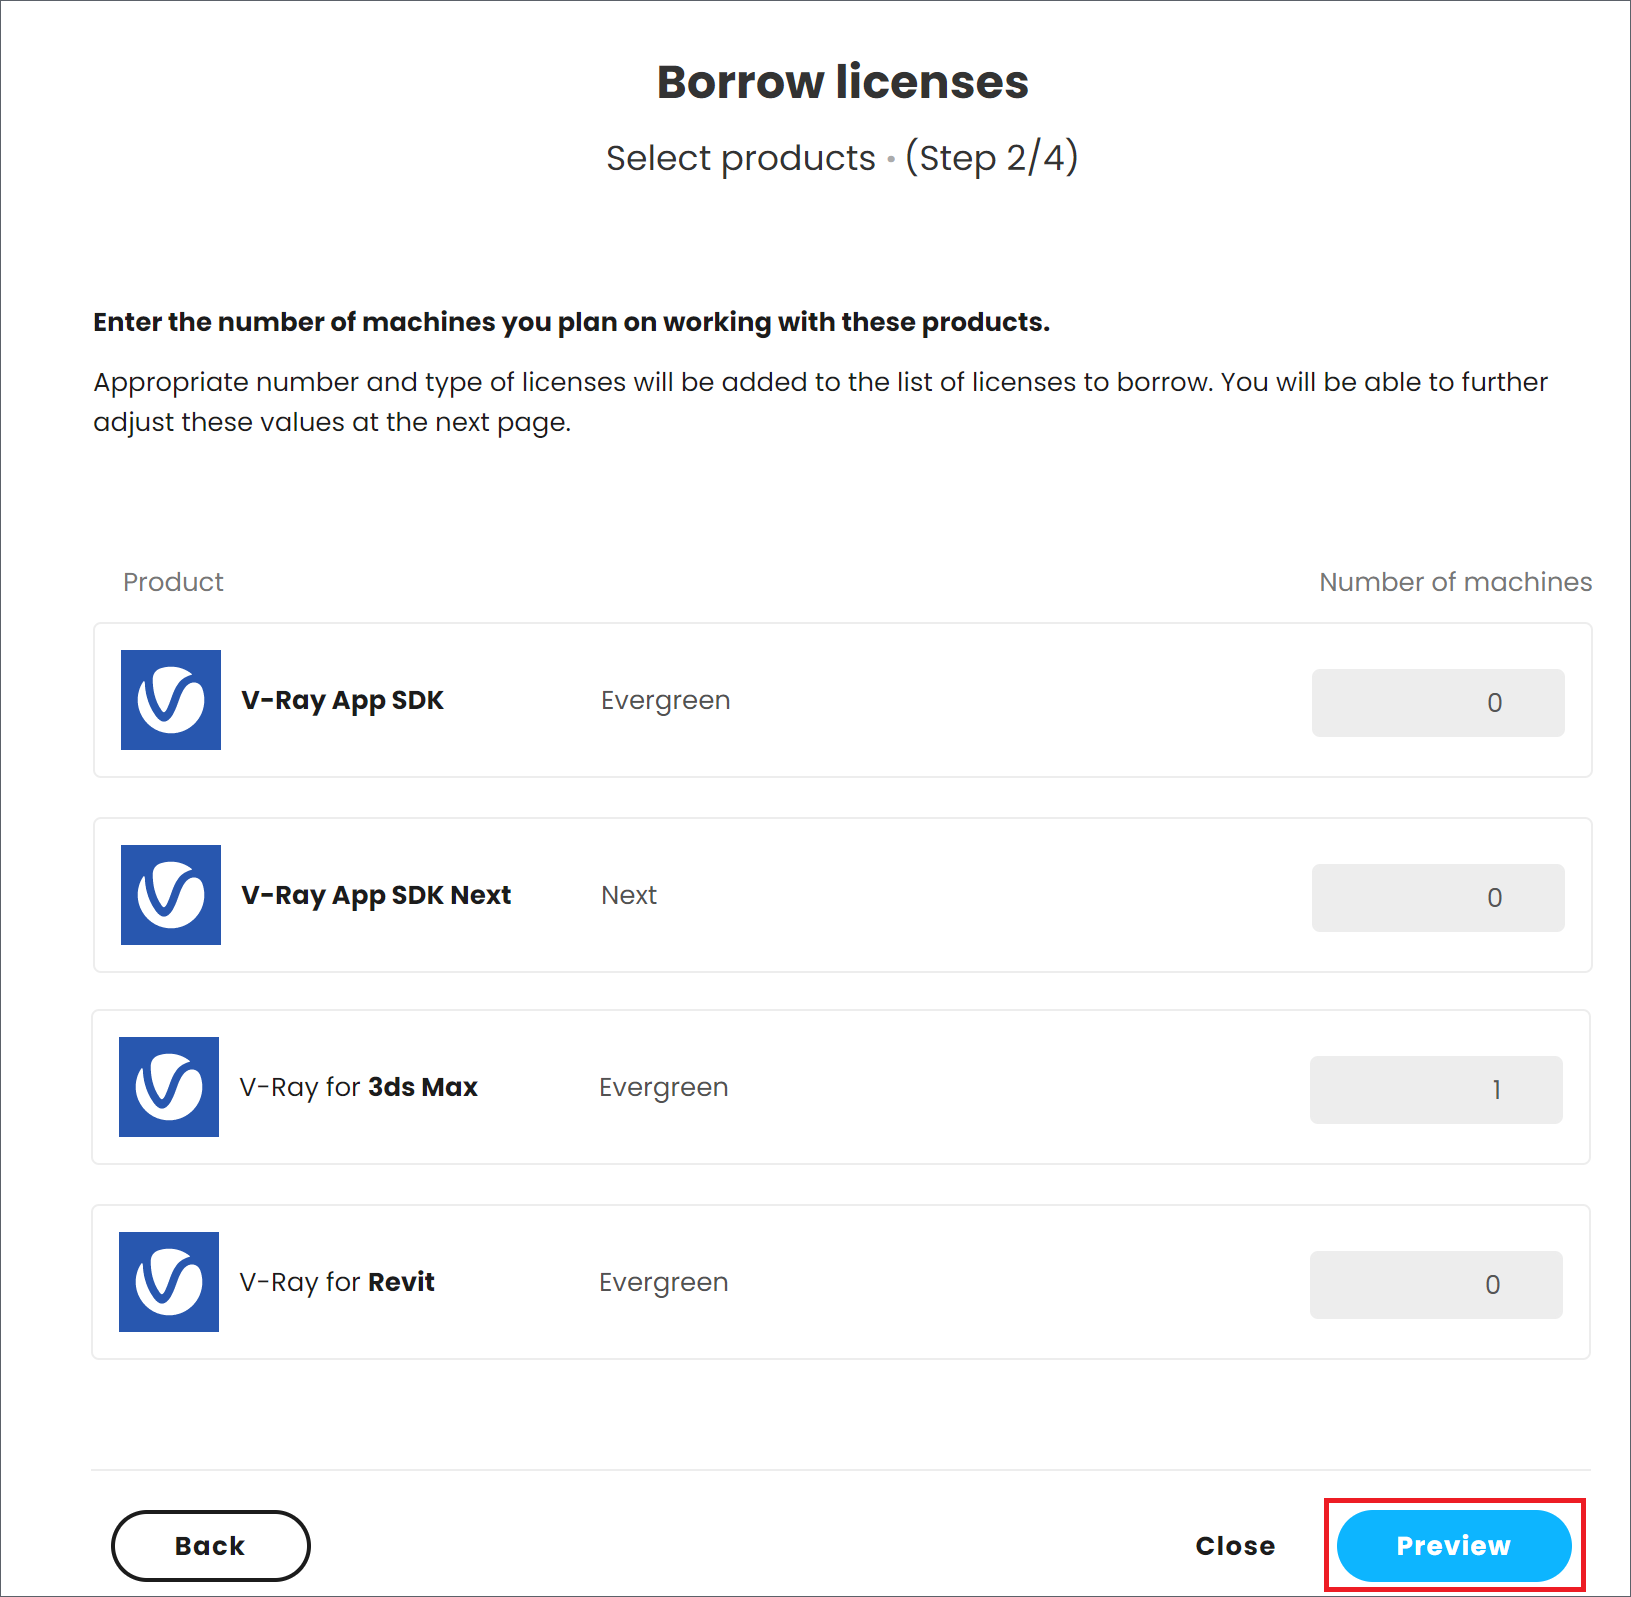 Borrow licenses
Select products • (Step 2/4)
Enter the number of machines you plan on working with these products.
Appropriate number and type of licenses will be added to the list of licenses to borrow. You will be able to further
adjust these values at the next page.
Product Number of machines
V-Ray App SDK Evergreen 0
V-Ray App SDK Next Next 0
V-Ray for 3ds Max Evergreen 1
V-Ray for Revit Evergreen 0
Back Close Preview